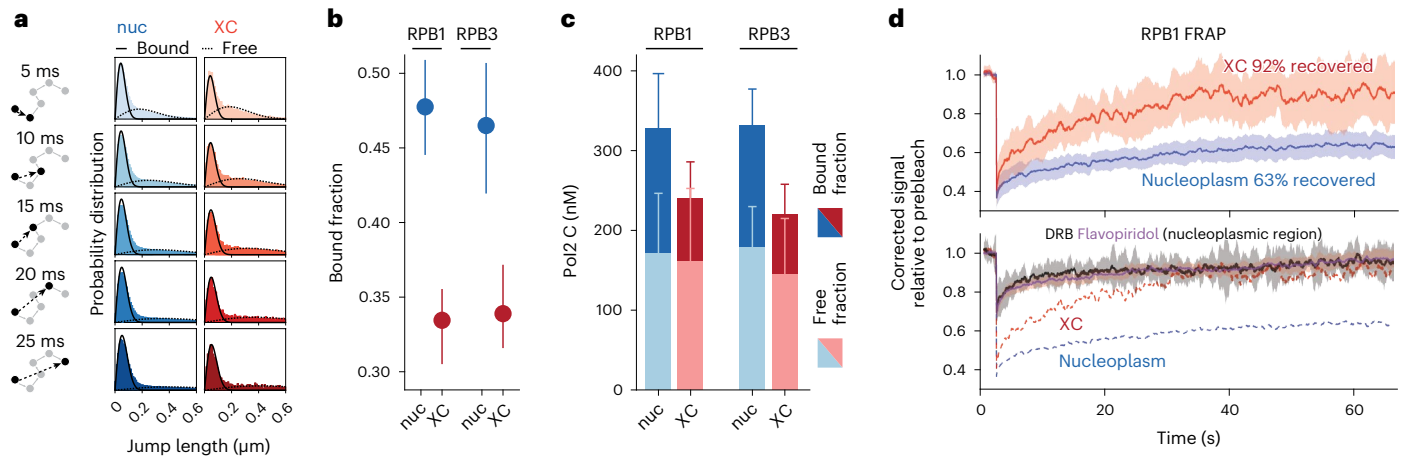 a
nuc
XC
Bound
Free
5 ms
10 ms
15 ms
20 ms
25 ms
Probability distribution
0
0.2
0.4
0.6
0.2
0.4
0.6
Jump length (µm)
b
RPB1
RPB3
0.50
0.45
0.40
0.35
0.30
Bound fraction
nuc
XC
nuc
XC
c
RPB1
RPB3
400
300
200
100
0
Pol2 C (nM)
nuc
XC
nuc
XC
Bound
fraction
Free
fraction
d
RPB1 FRAP
XC 92% recovered
Nucleoplasm 63% recovered
1.0
0.8
0.6
0.4
Corrected signal
relative to prebleach
DRB Flavopiridol (nucleoplasmic region)
XC
Nucleoplasm
1.0
0.8
0.6
0.4
0
20
40
60
Time (s)